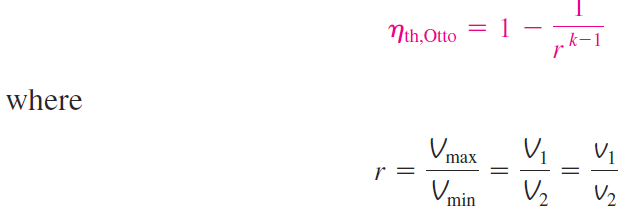 η_th,Otto = 1 − 1/r^(k−1)
where
r = V_max/V_min = V_1/V_2 = v_1/v_2